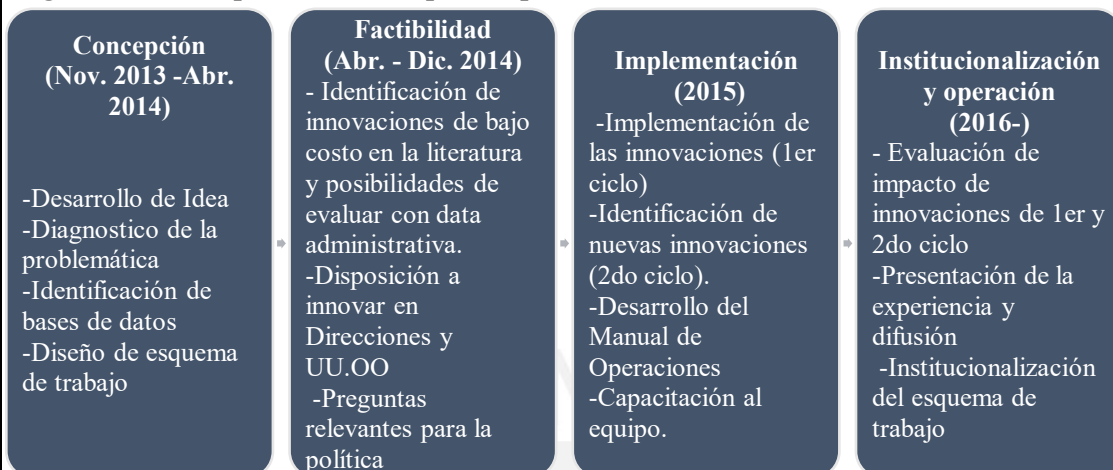 Concepción
(Nov. 2013 -Abr.
2014)
-Desarrollo de Idea
-Diagnostico de la
problemática
-Identificación de
bases de datos
-Diseño de esquema
de trabajo
Factibilidad
(Abr. - Dic. 2014)
- Identificación de
innovaciones de bajo
costo en la literatura
y posibilidades de
evaluar con data
administrativa.
-Disposición a
innovar en
Direcciones y
UU.OO
-Preguntas
relevantes para la
política
Implementación
(2015)
-Implementación de
las innovaciones (1er
ciclo)
-Identificación de
nuevas innovaciones
(2do ciclo).
-Desarrollo del
Manual de
Operaciones
-Capacitación al
equipo.
Institucionalización
y operación
(2016-)
- Evaluación de
impacto de
innovaciones de 1er y
2do ciclo
-Presentación de la
experiencia y
difusión
-Institucionalización
del esquema de
trabajo